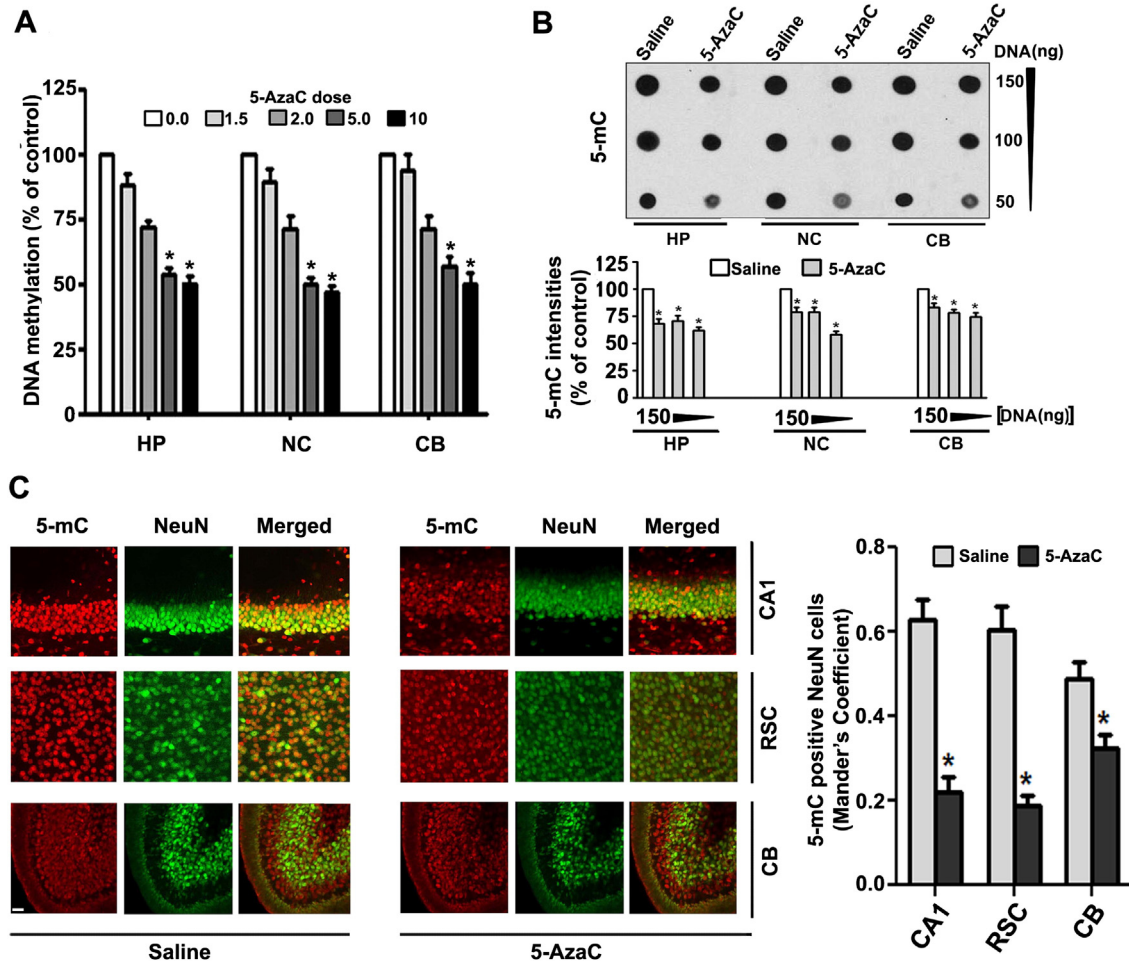 A
DNA methylation (% of control)
125
100
75
50
25
0
5-AzaC dose
0.0 1.5 2.0 5.0 10
* * * * * *
HP NC CB
B
Saline 5-AzaC Saline 5-AzaC Saline 5-AzaC DNA(ng)
5-mC
150
100
50
HP NC CB
Saline 5-AzaC
5-mC intensities
(% of control)
100
75
50
25
0
* * * * * * * * *
150 150 150 [DNA(ng)]
HP NC CB
C
5-mC NeuN Merged 5-mC NeuN Merged
CA1
RSC
CB
Saline 5-AzaC
Saline 5-AzaC
5-mC positive NeuN cells
(Mander's Coefficient)
0.8
0.6
0.4
0.2
0.0
* * *
CA1 RSC CB